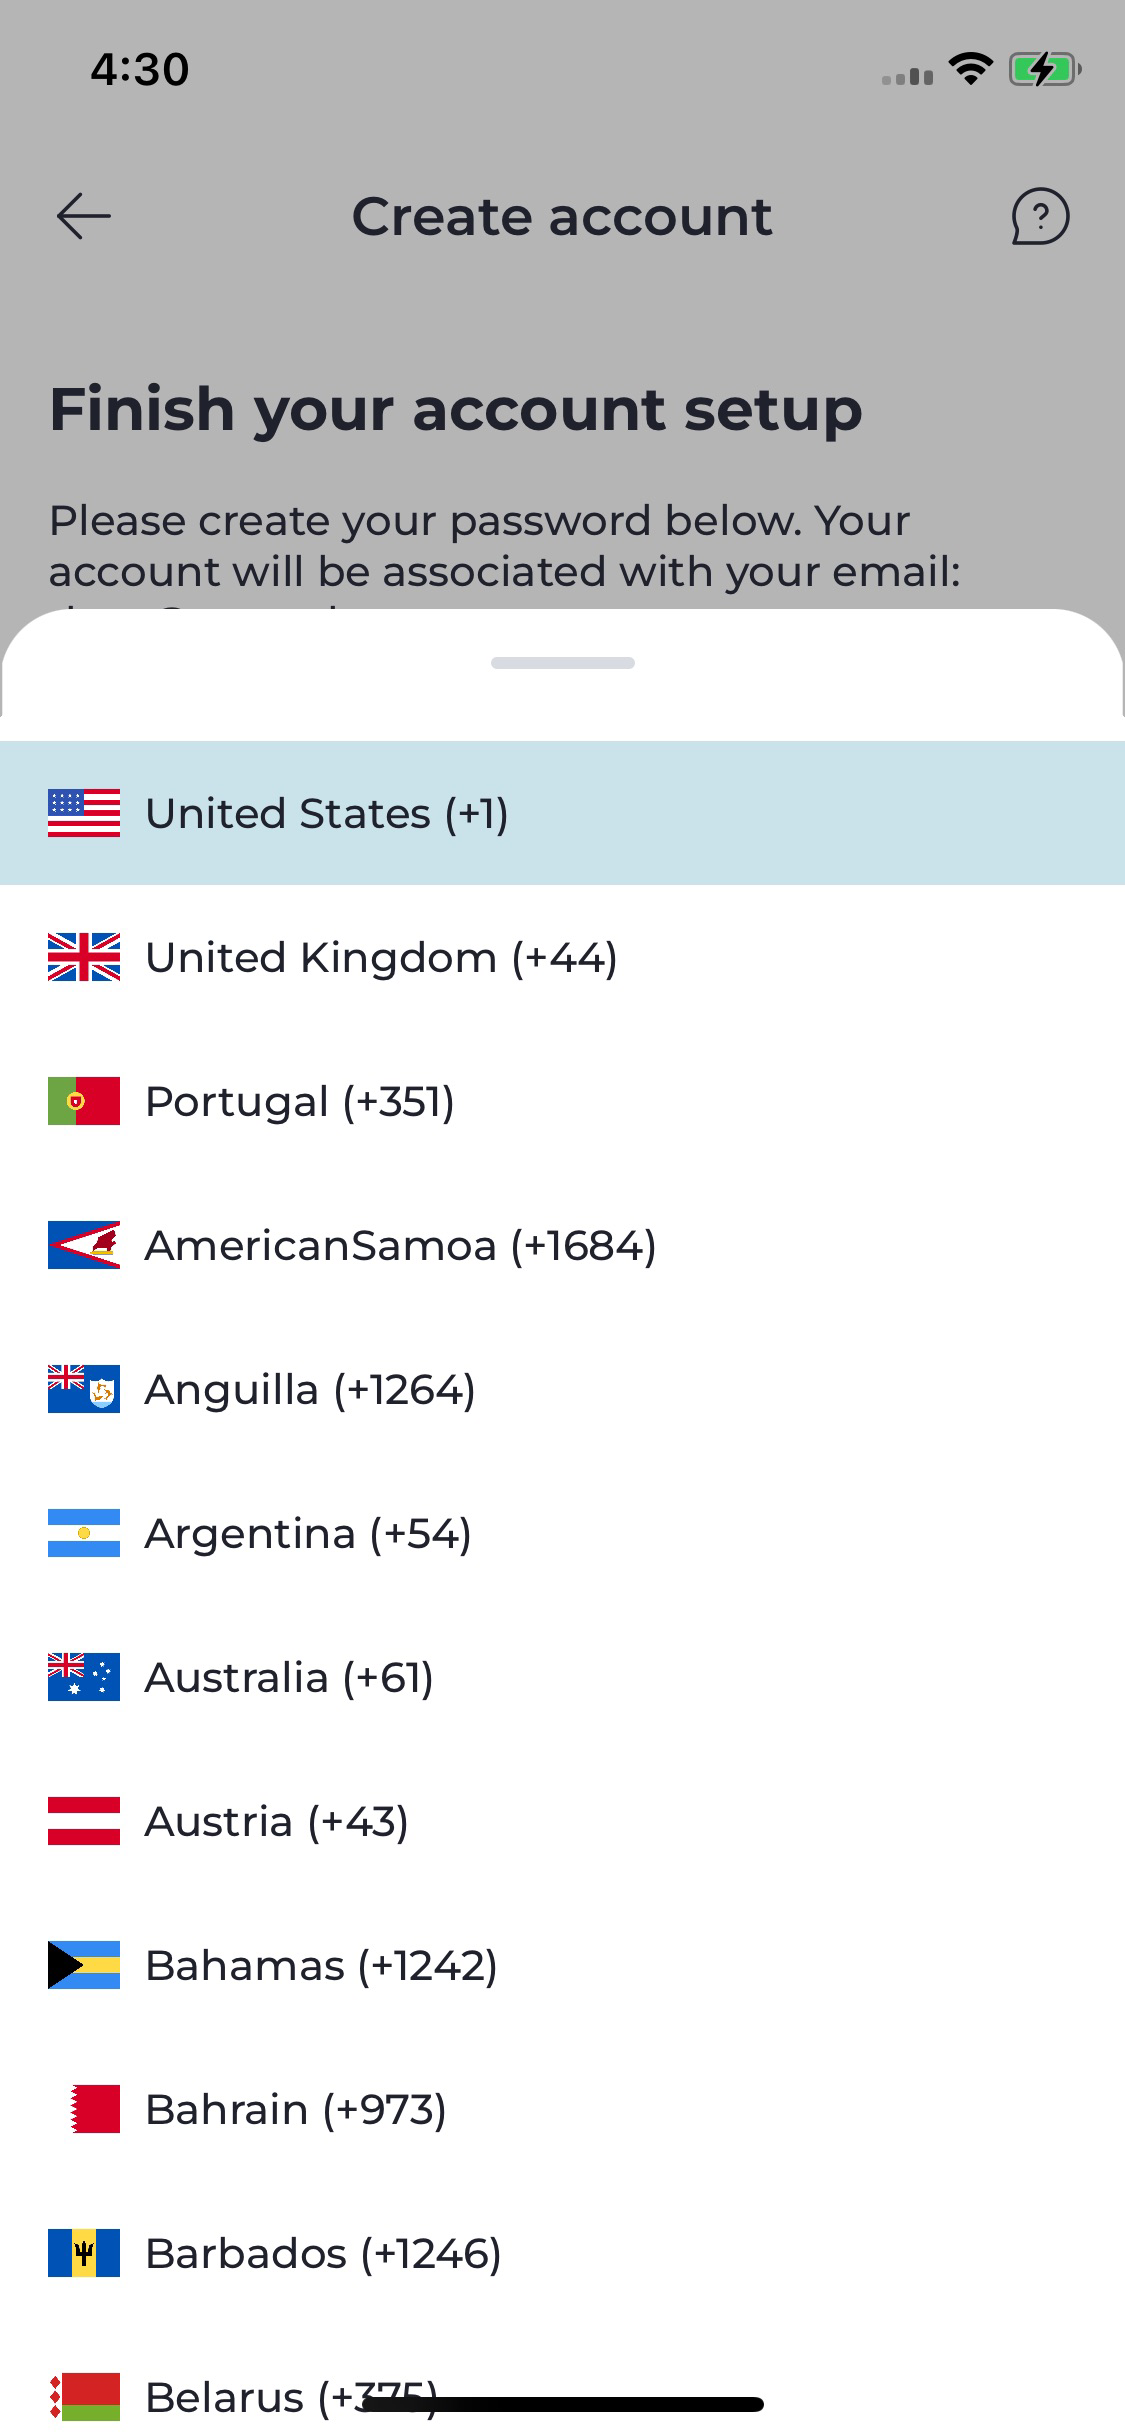 4:30
Create account
Finish your account setup
Please create your password below. Your
account will be associated with your email:
United States (+1)
United Kingdom (+44)
Portugal (+351)
AmericanSamoa (+1684)
Anguilla (+1264)
Argentina (+54)
Australia (+61)
Austria (+43)
Bahamas (+1242)
Bahrain (+973)
Barbados (+1246)
Belarus (+375)